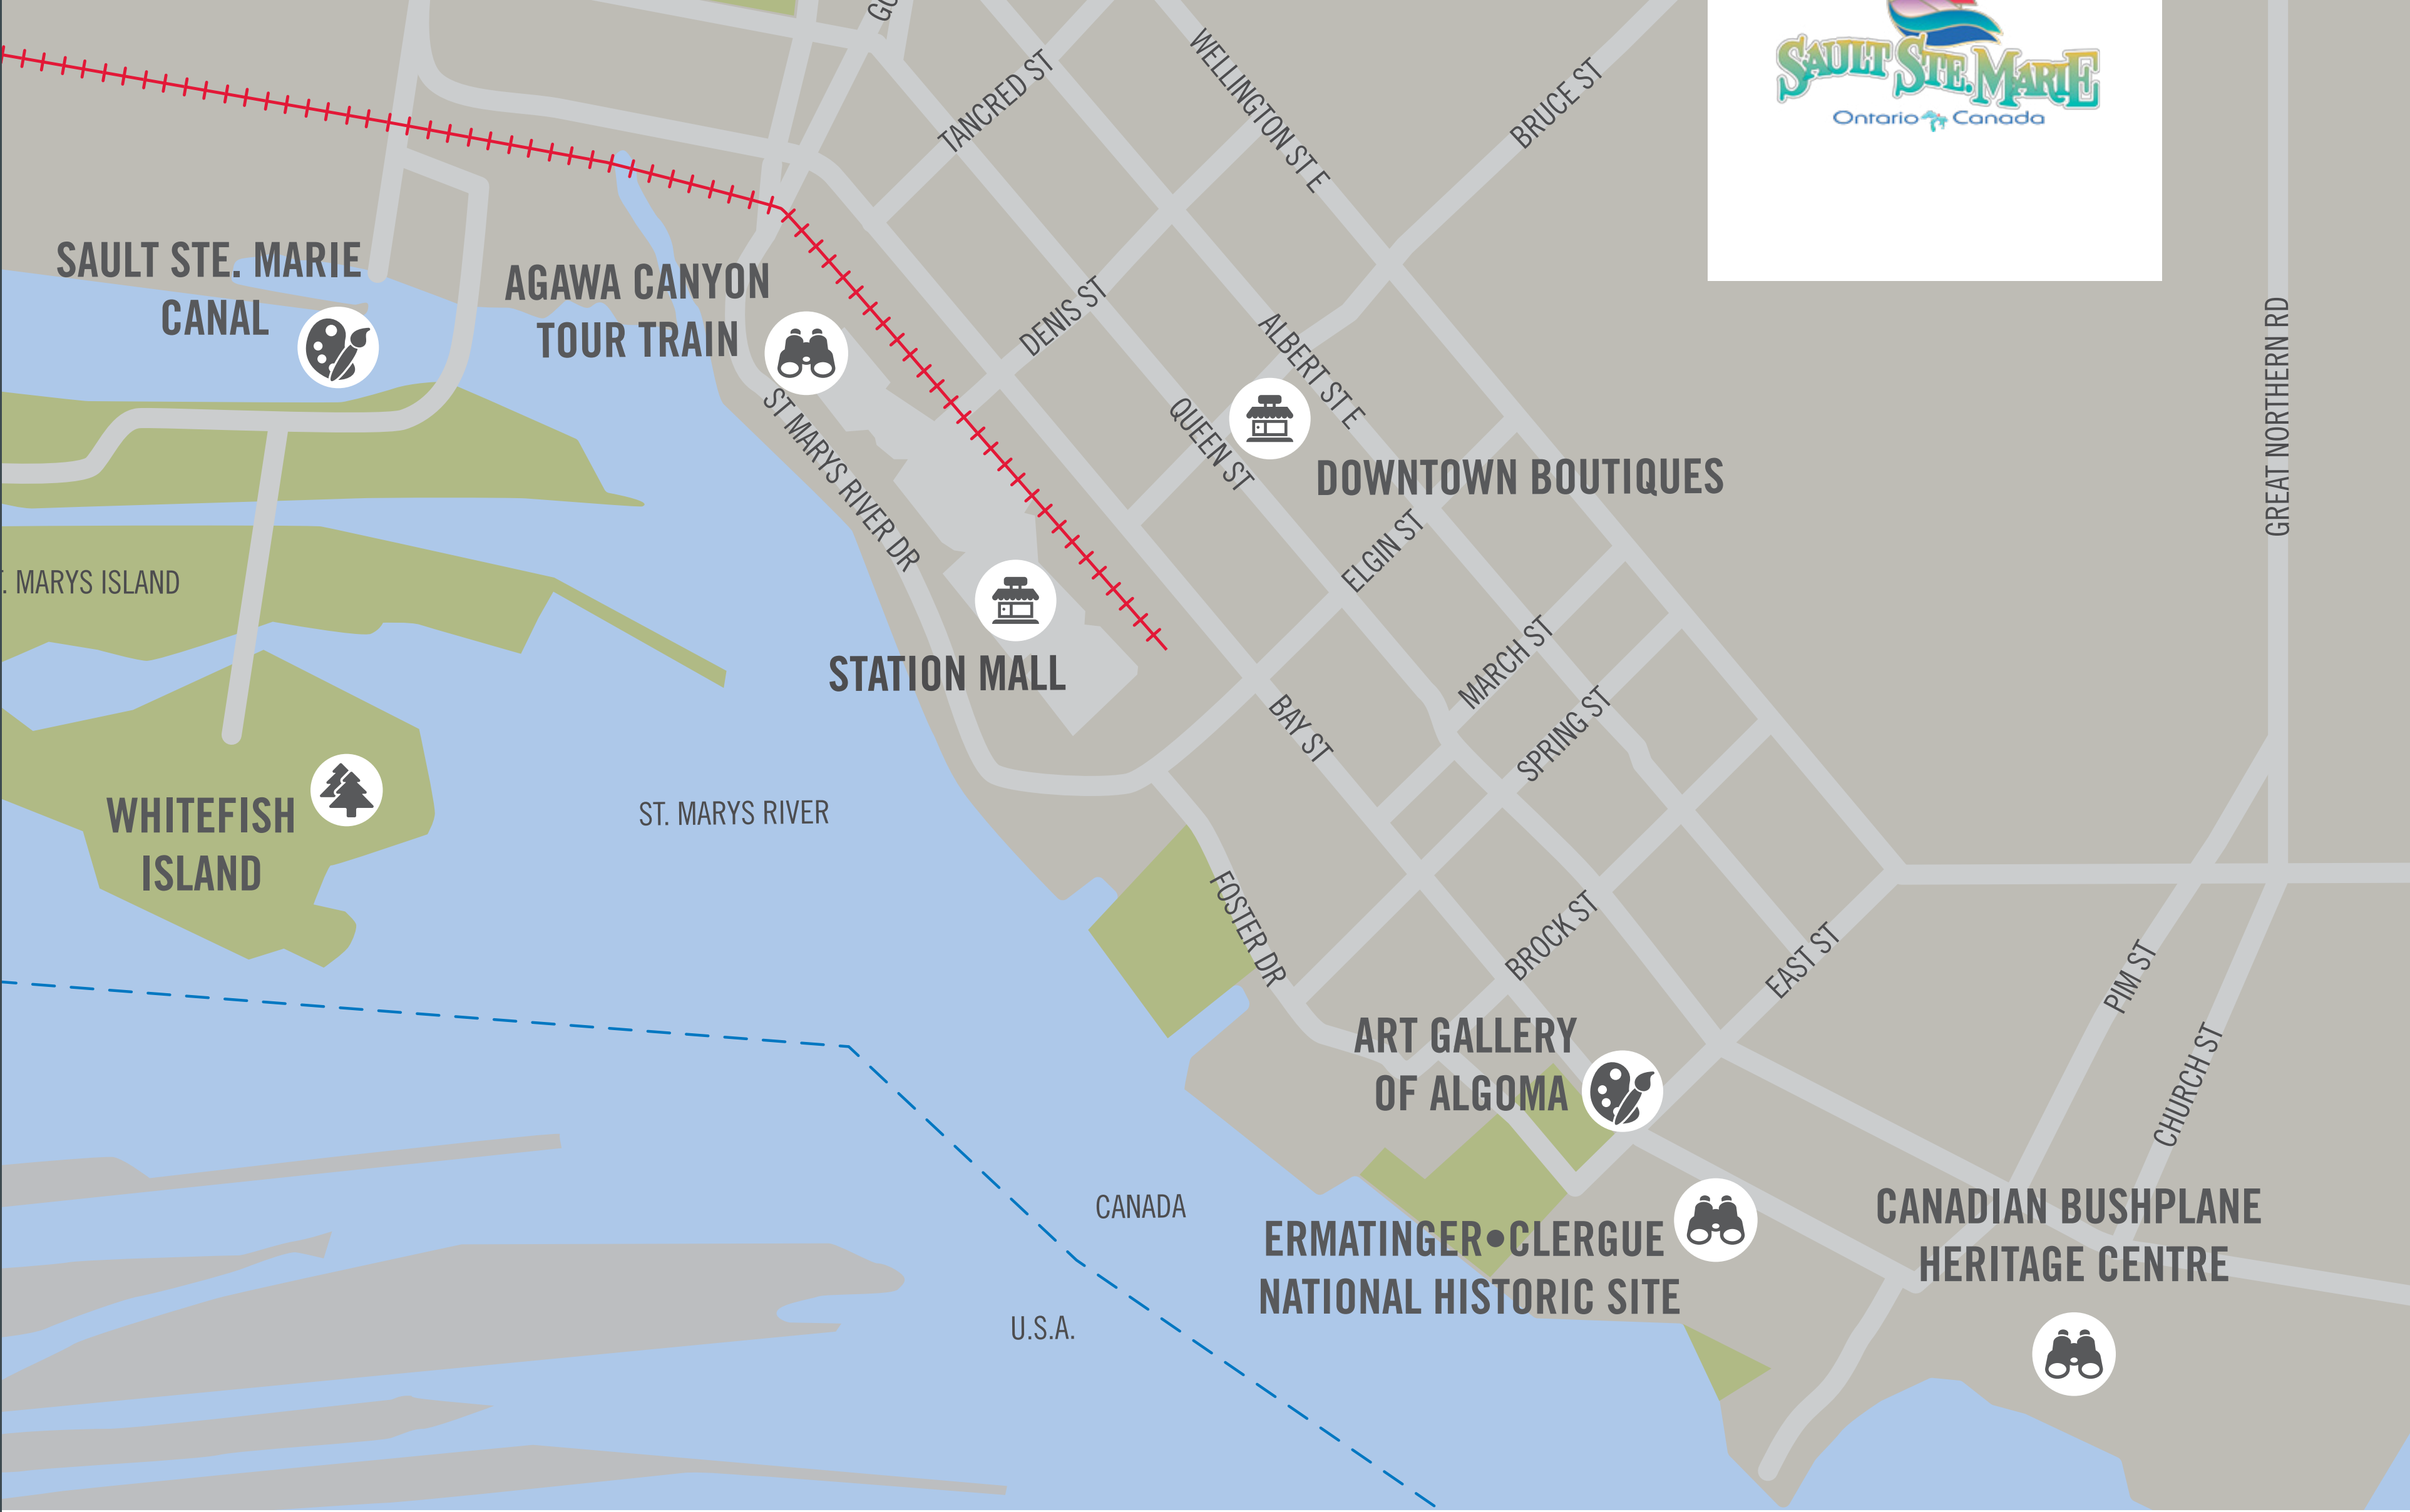 SAULT STE. MARIE
Ontario Canada
TANCRED ST
WELLINGTON ST E
BRUCE ST
SAULT STE. MARIE
CANAL
AGAWA CANYON
TOUR TRAIN
DENIS ST
ALBERT ST E
GREAT NORTHERN RD
ST MARYS RIVER DR
QUEEN ST
DOWNTOWN BOUTIQUES
ELGIN ST
. MARYS ISLAND
STATION MALL
MARCH ST
SPRING ST
BAY ST
WHITEFISH
ISLAND
ST. MARYS RIVER
FOSTER DR
BROCK ST
EAST ST
PIM ST
CHURCH ST
ART GALLERY
OF ALGOMA
CANADA
U.S.A.
ERMATINGER•CLERGUE
NATIONAL HISTORIC SITE
CANADIAN BUSHPLANE
HERITAGE CENTRE